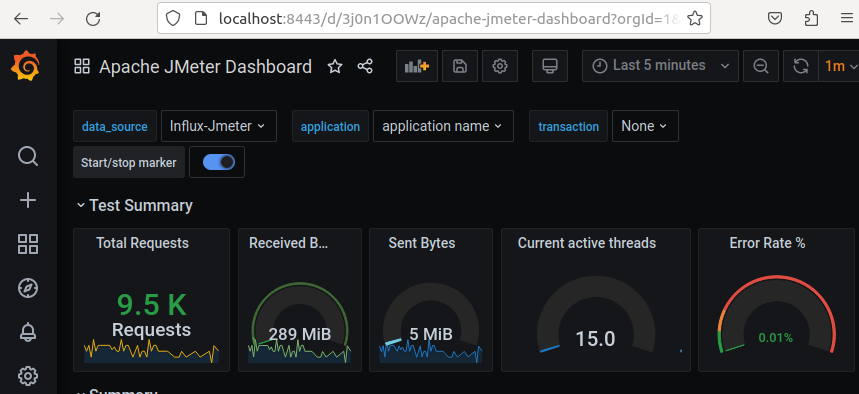 localhost:8443/d/3j0n1OOWz/apache-jmeter-dashboard?orgId=1&
Apache JMeter Dashboard
Last 5 minutes
1m
data_source
Influx-Jmeter
application
application name
transaction
None
Start/stop marker
Test Summary
Total Requests
Received B...
Sent Bytes
Current active threads
Error Rate %
9.5 K
Requests
289 MiB
5 MiB
15.0
0.01%
Summary